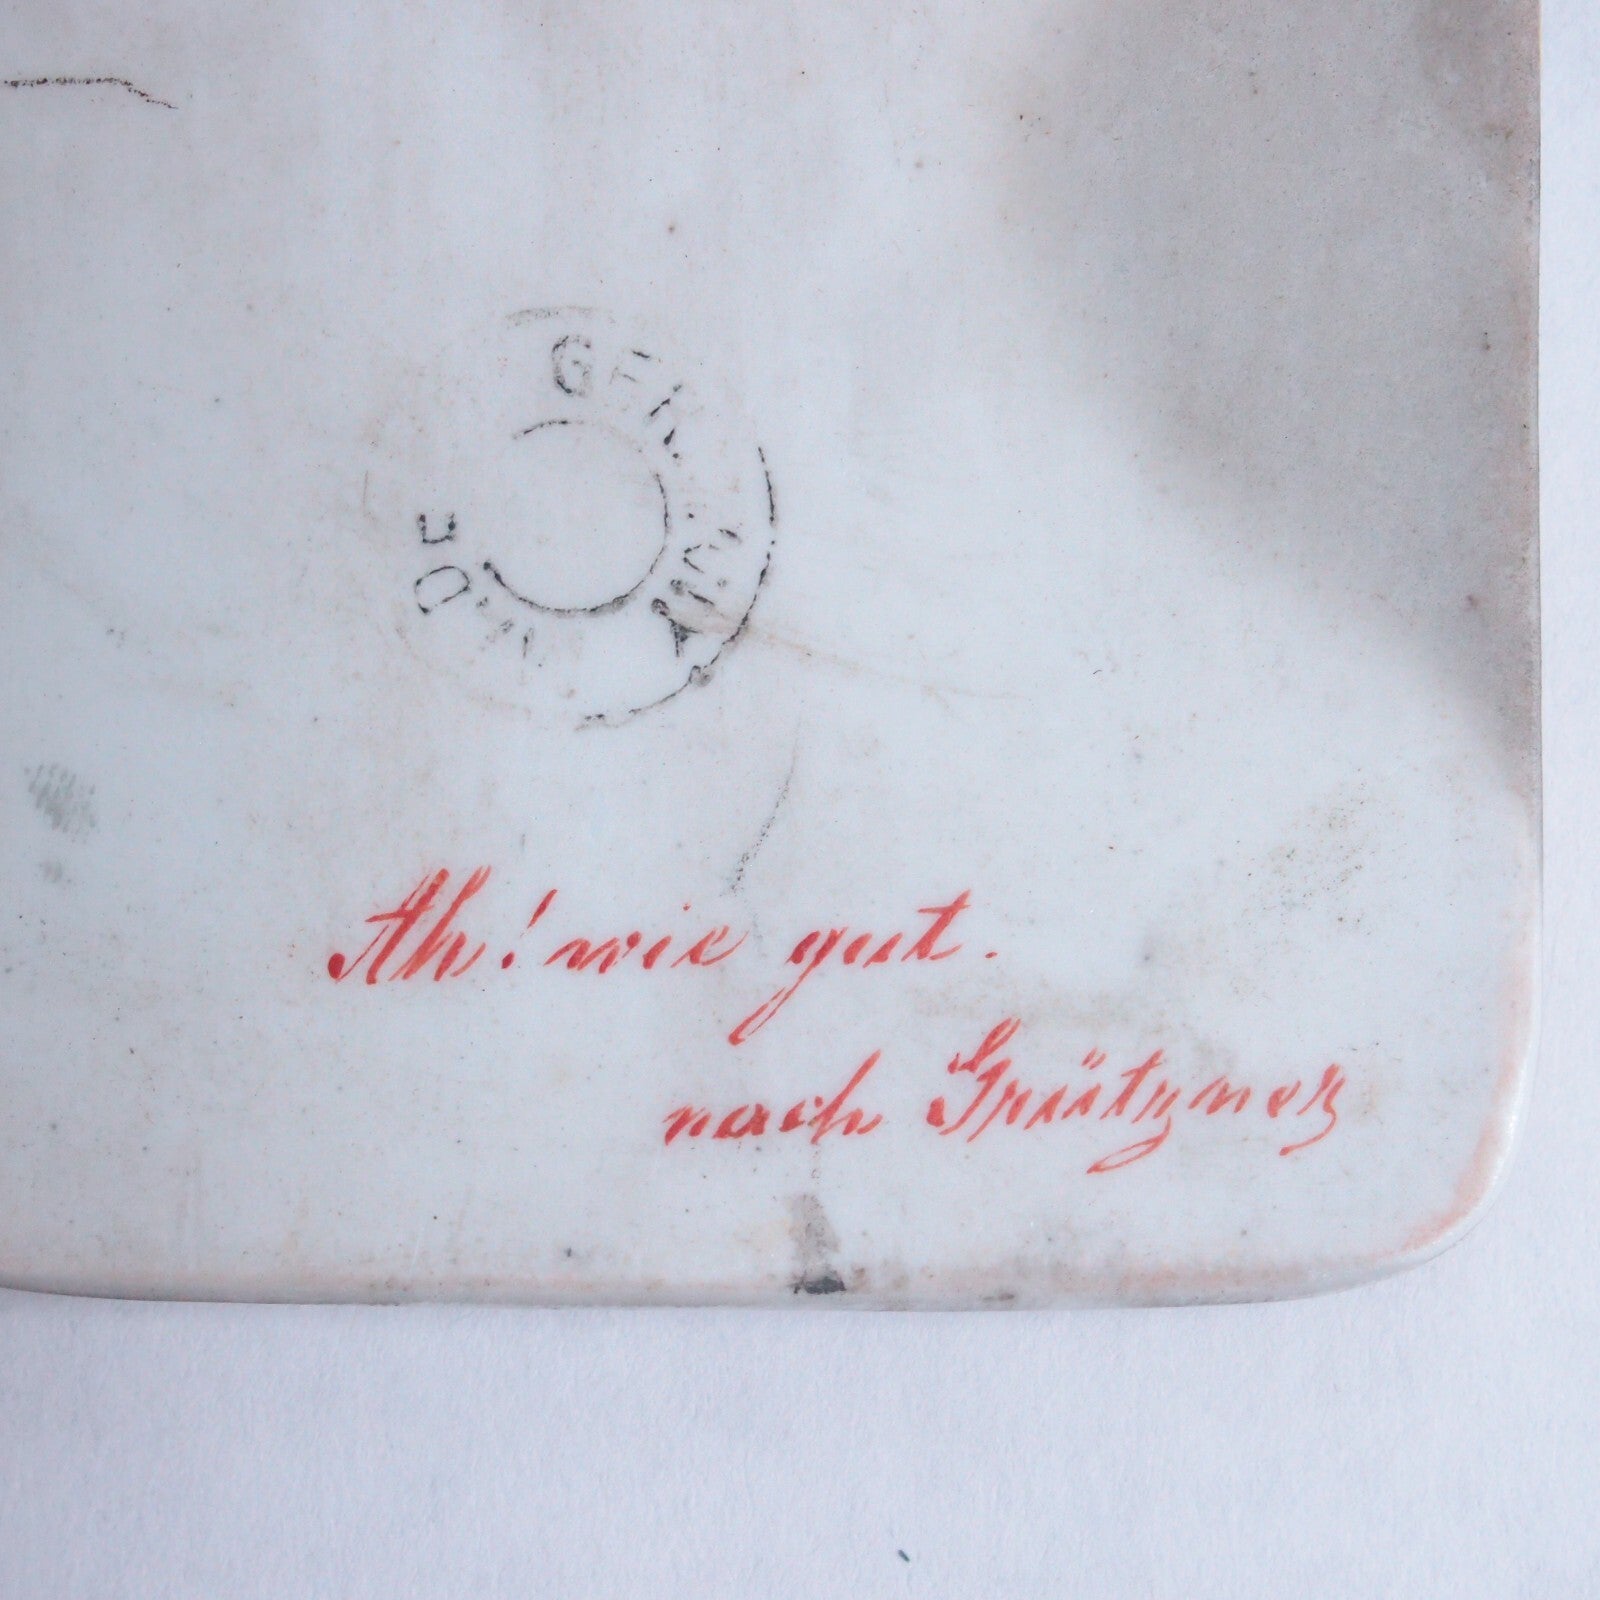 Ah! wie gut.
nach Grützner